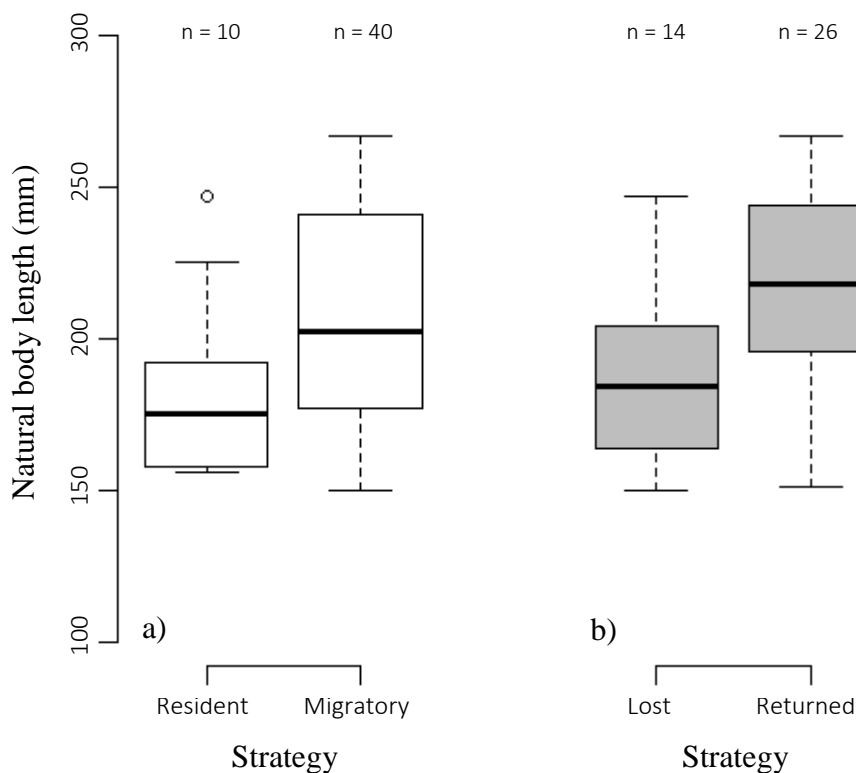 n = 10
n = 40
n = 14
n = 26
Natural body length (mm)
300
250
200
150
100
a)
b)
Resident
Migratory
Lost
Returned
Strategy
Strategy